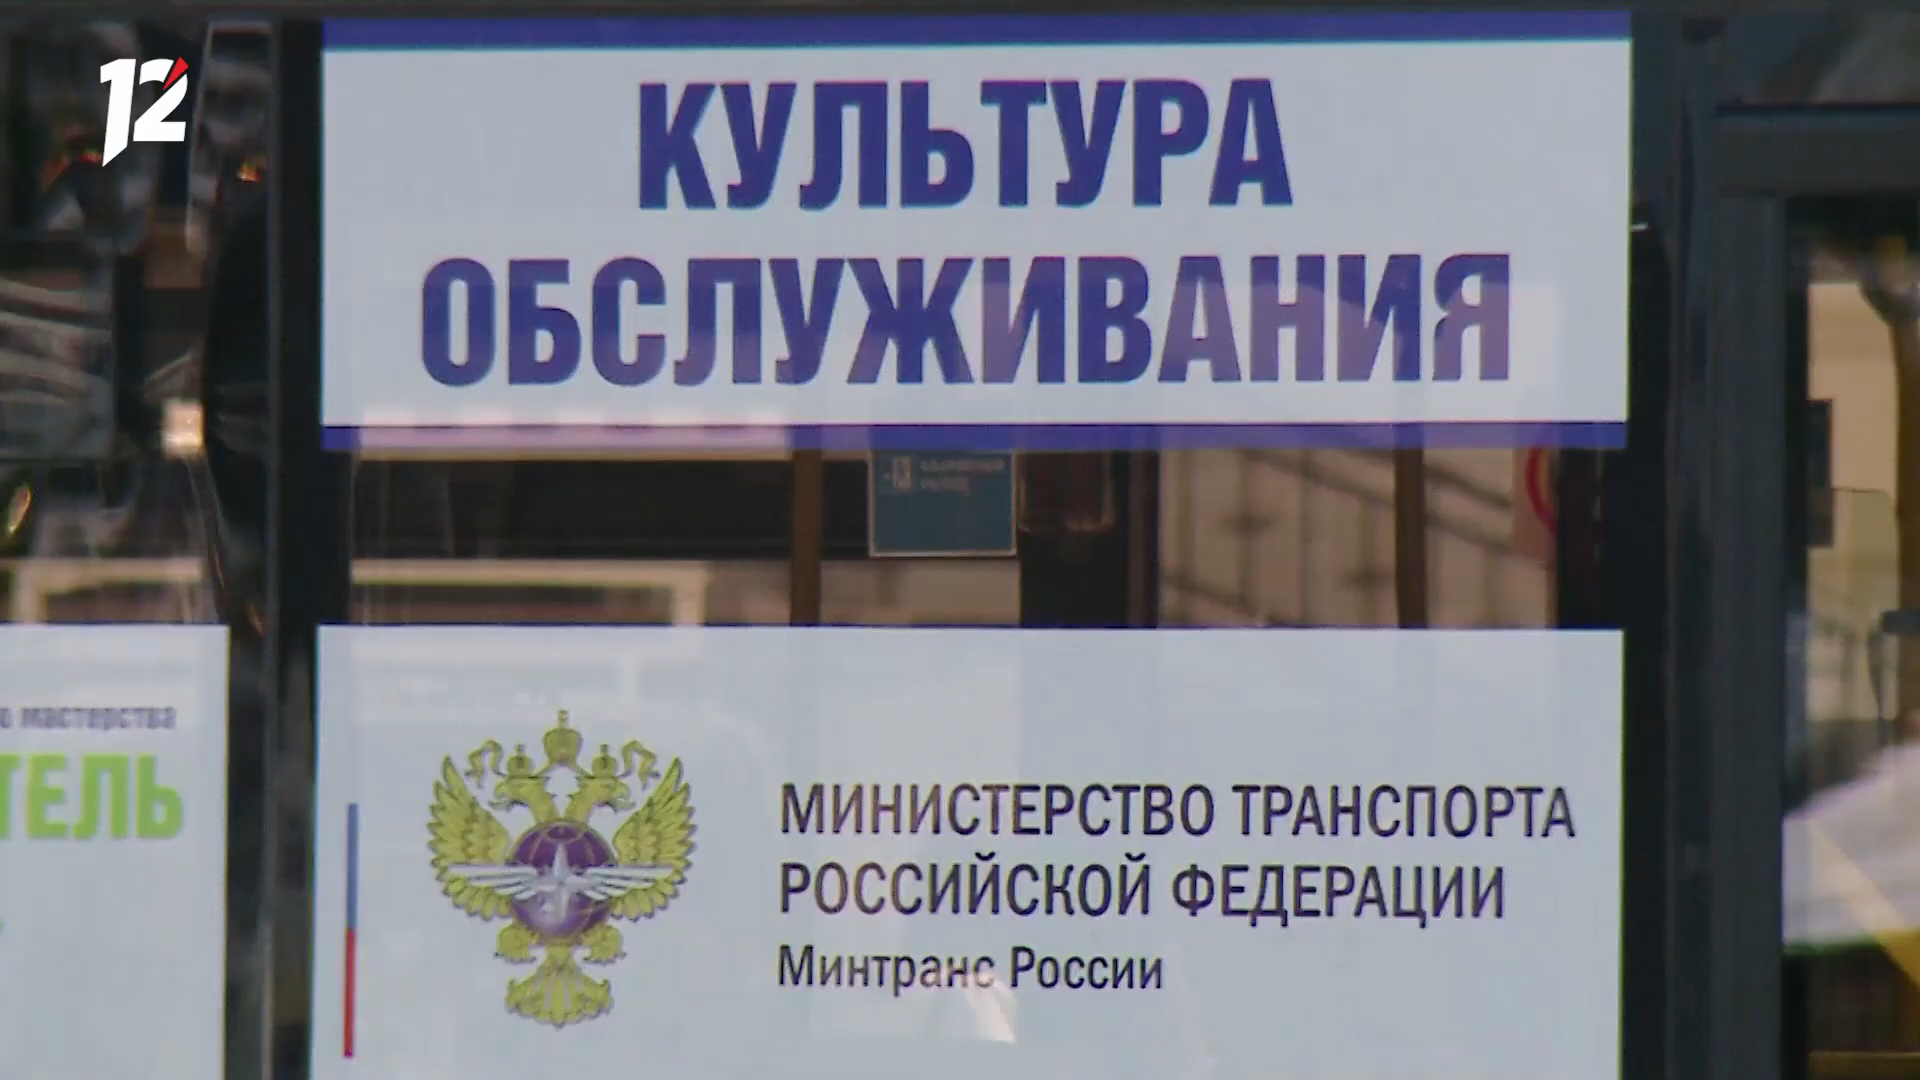 12
КУЛЬТУРА
ОБСЛУЖИВАНИЯ
мастерства
ТЕЛЬ
МИНИСТЕРСТВО ТРАНСПОРТА
РОССИЙСКОЙ ФЕДЕРАЦИИ
Минтранс России